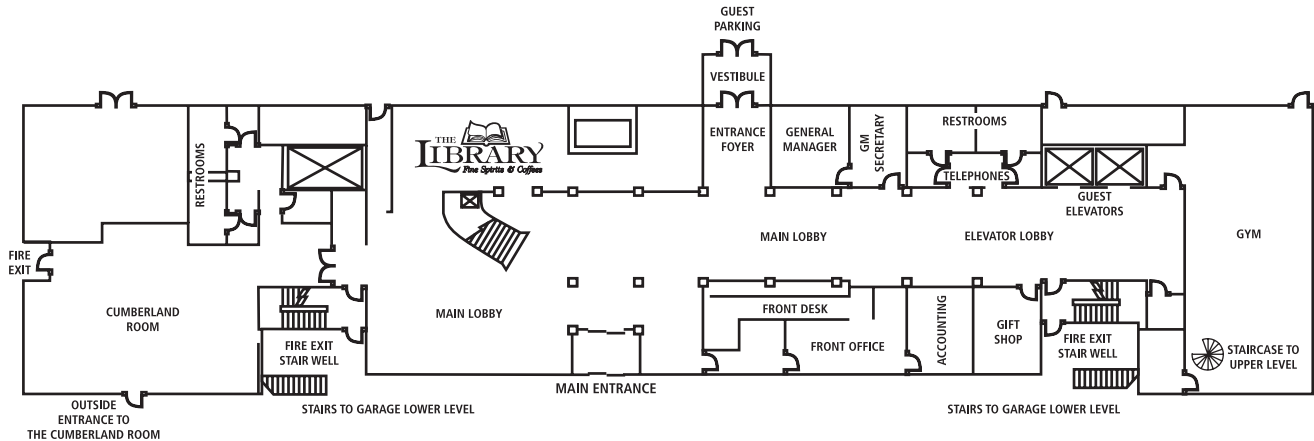 GUEST
PARKING
VESTIBULE
ENTRANCE
FOYER
GENERAL
MANAGER
GM
SECRETARY
RESTROOMS
TELEPHONES
GUEST
ELEVATORS
THE
LIBRARY
Fine Spirits & Coffees
RESTROOMS
MAIN LOBBY
ELEVATOR LOBBY
GYM
FIRE
EXIT
CUMBERLAND
ROOM
MAIN LOBBY
FRONT DESK
FRONT OFFICE
ACCOUNTING
GIFT
SHOP
FIRE EXIT
STAIR WELL
FIRE EXIT
STAIR WELL
STAIRCASE TO
UPPER LEVEL
MAIN ENTRANCE
OUTSIDE
ENTRANCE TO
THE CUMBERLAND ROOM
STAIRS TO GARAGE LOWER LEVEL
STAIRS TO GARAGE LOWER LEVEL